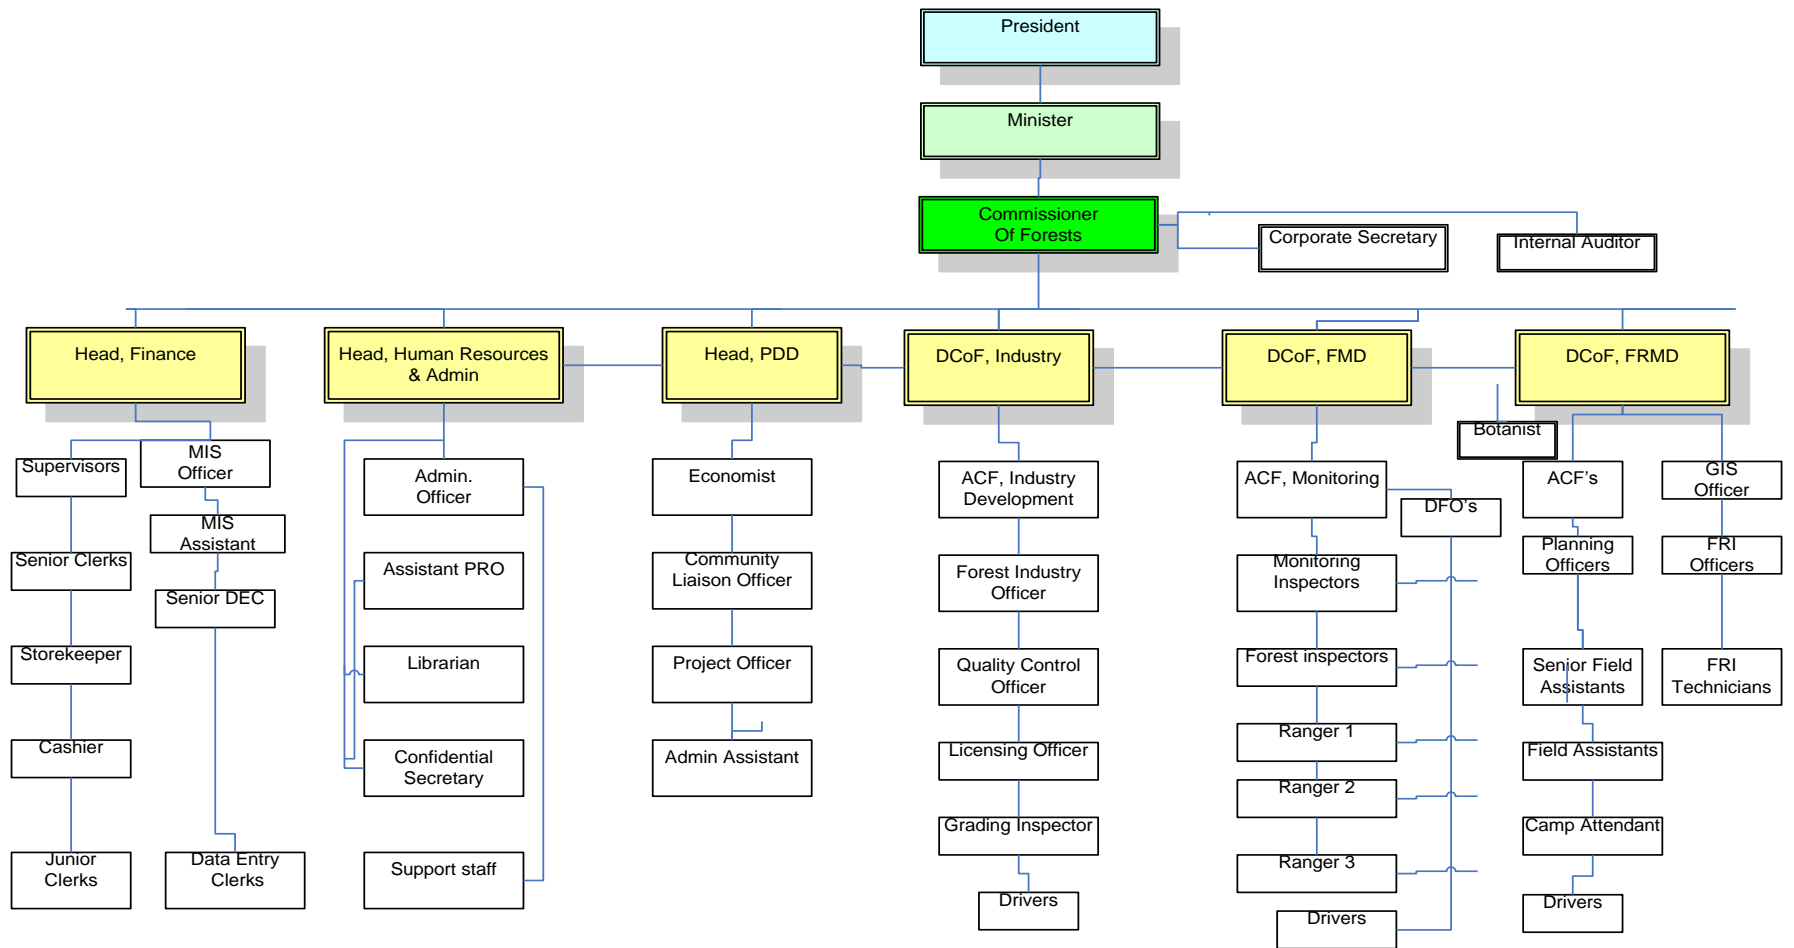 President
Minister
Commissioner
Of Forests
Corporate Secretary
Internal Auditor
Head, Finance
Head, Human Resources
& Admin
Head, PDD
DCoF, Industry
DCoF, FMD
DCoF, FRMD
Botanist
Supervisors
MIS
Officer
MIS
Assistant
Senior Clerks
Senior DEC
Storekeeper
Cashier
Junior
Clerks
Data Entry
Clerks
Admin.
Officer
Assistant PRO
Librarian
Confidential
Secretary
Support staff
Economist
Community
Liaison Officer
Project Officer
Admin Assistant
ACF, Industry
Development
Forest Industry
Officer
Quality Control
Officer
Licensing Officer
Grading Inspector
Drivers
ACF, Monitoring
DFO’s
Monitoring
Inspectors
Forest inspectors
Ranger 1
Ranger 2
Ranger 3
Drivers
ACF’s
Planning
Officers
Senior Field
Assistants
Field Assistants
Camp Attendant
Drivers
GIS
Officer
FRI
Officers
FRI
Technicians